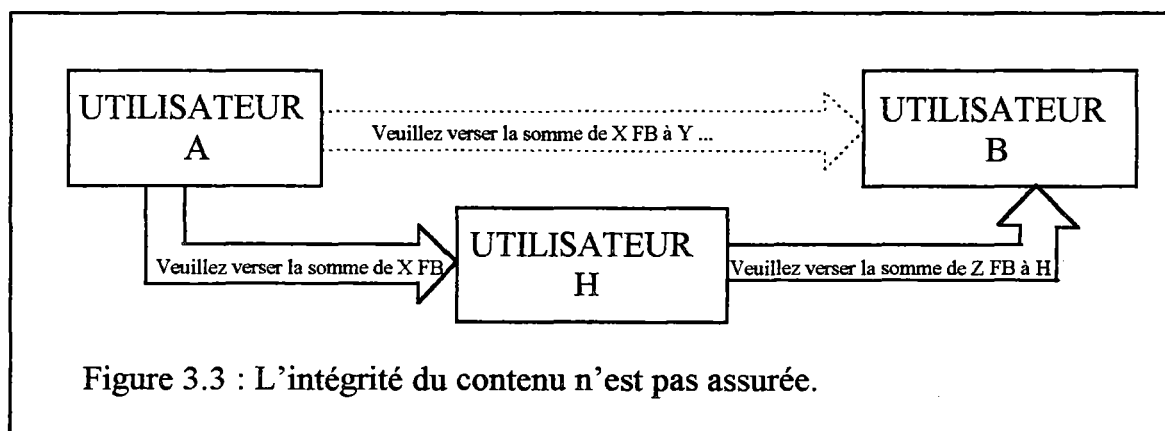 UTILISATEUR
A
Veuillez verser la somme de X FB à Y ...
UTILISATEUR
B
Veuillez verser la somme de X FB
UTILISATEUR
H
Veuillez verser la somme de Z FB à H
Figure 3.3 : L'intégrité du contenu n'est pas assurée.